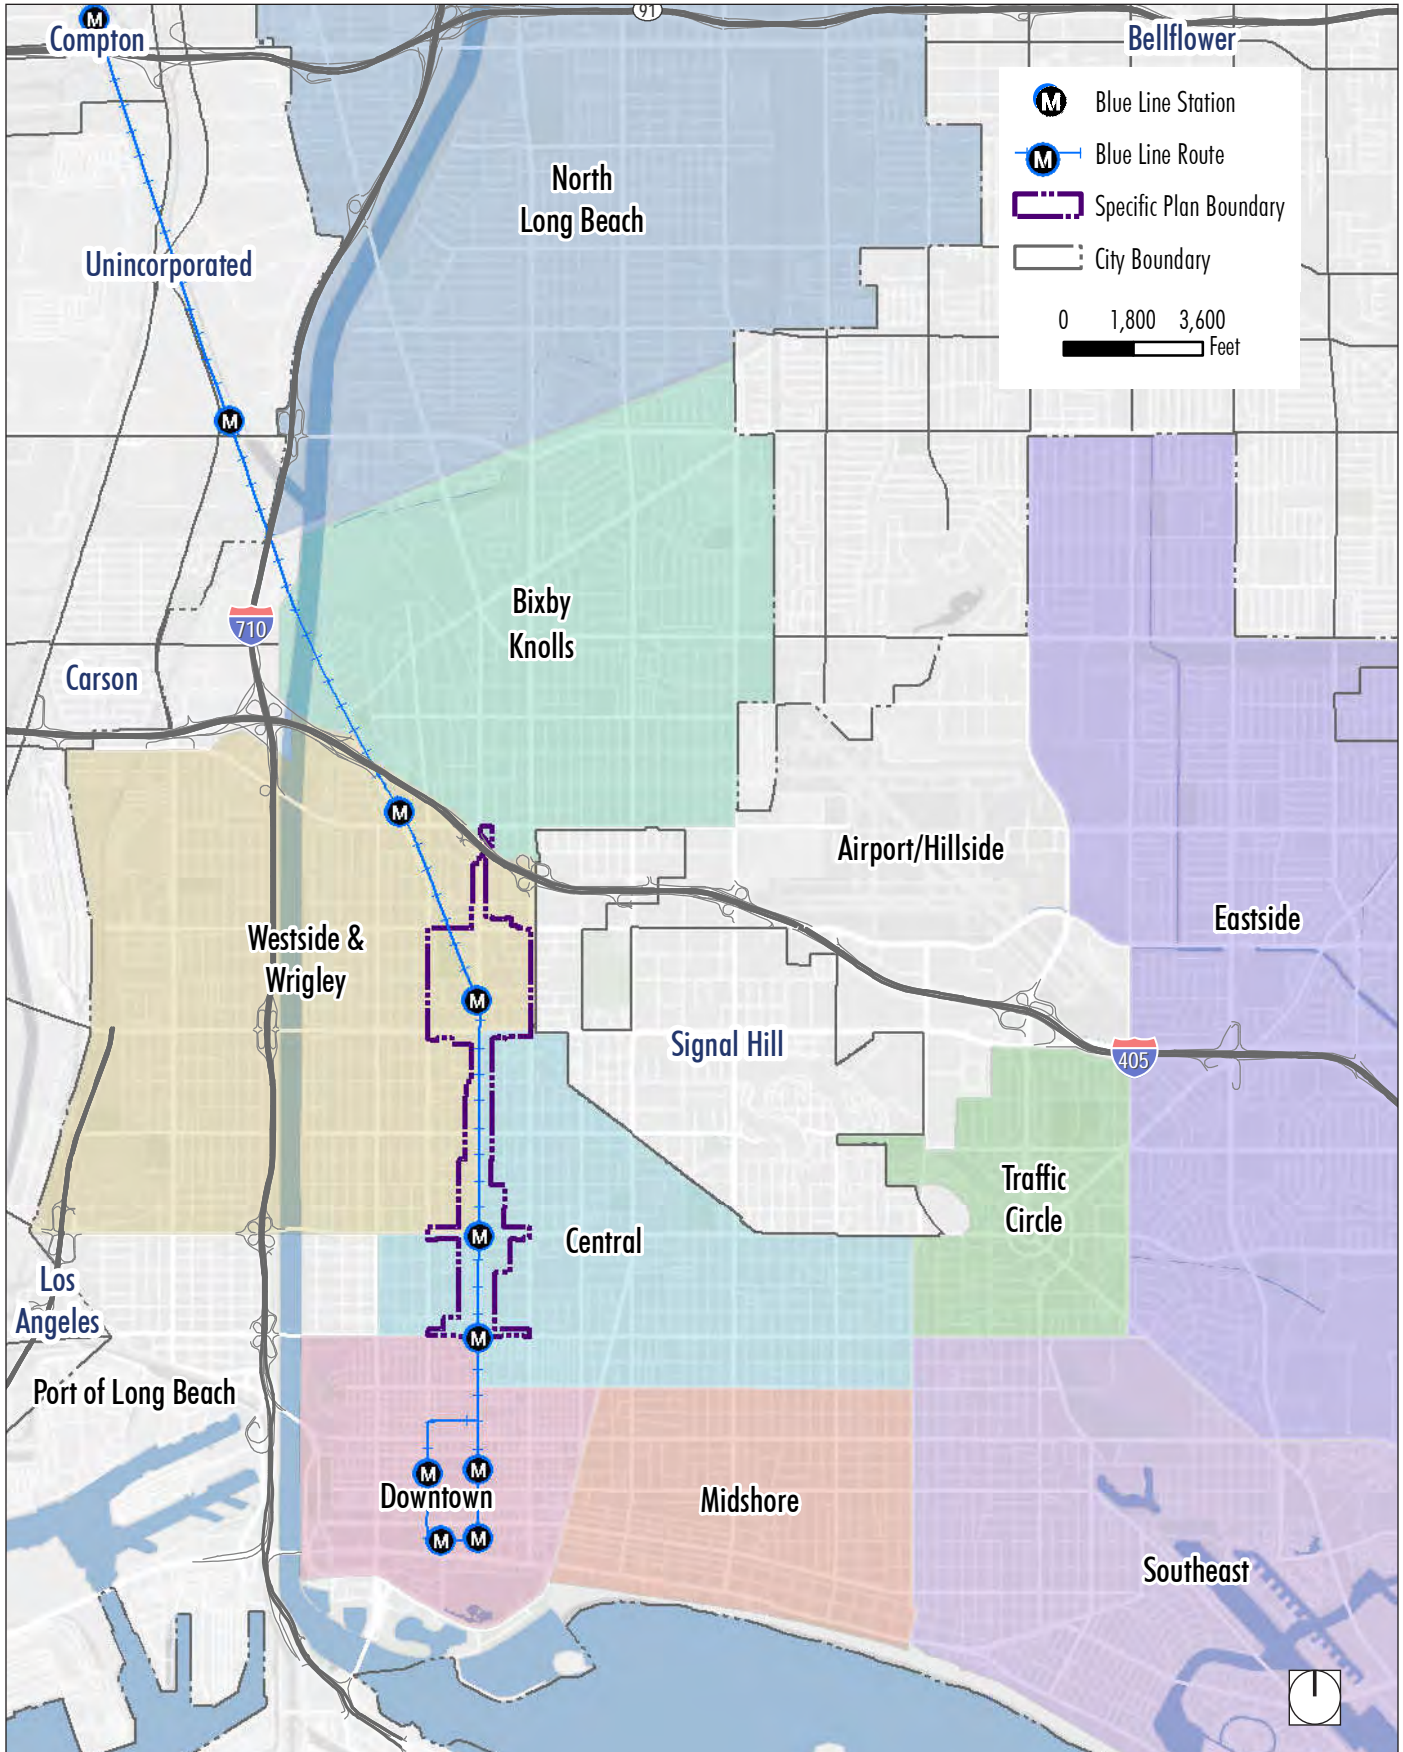 91
M
Compton
Bellflower
M Blue Line Station
M Blue Line Route
Specific Plan Boundary
City Boundary
0 1,800 3,600
Feet
North
Long Beach
Unincorporated
M
Bixby
Knolls
710
Carson
M
Airport/Hillside
Eastside
Westside &
Wrigley
M
Signal Hill
405
Traffic
Circle
M
Central
Los
Angeles
M
Port of Long Beach
M
M
Downtown
Midshore
M
M
Southeast